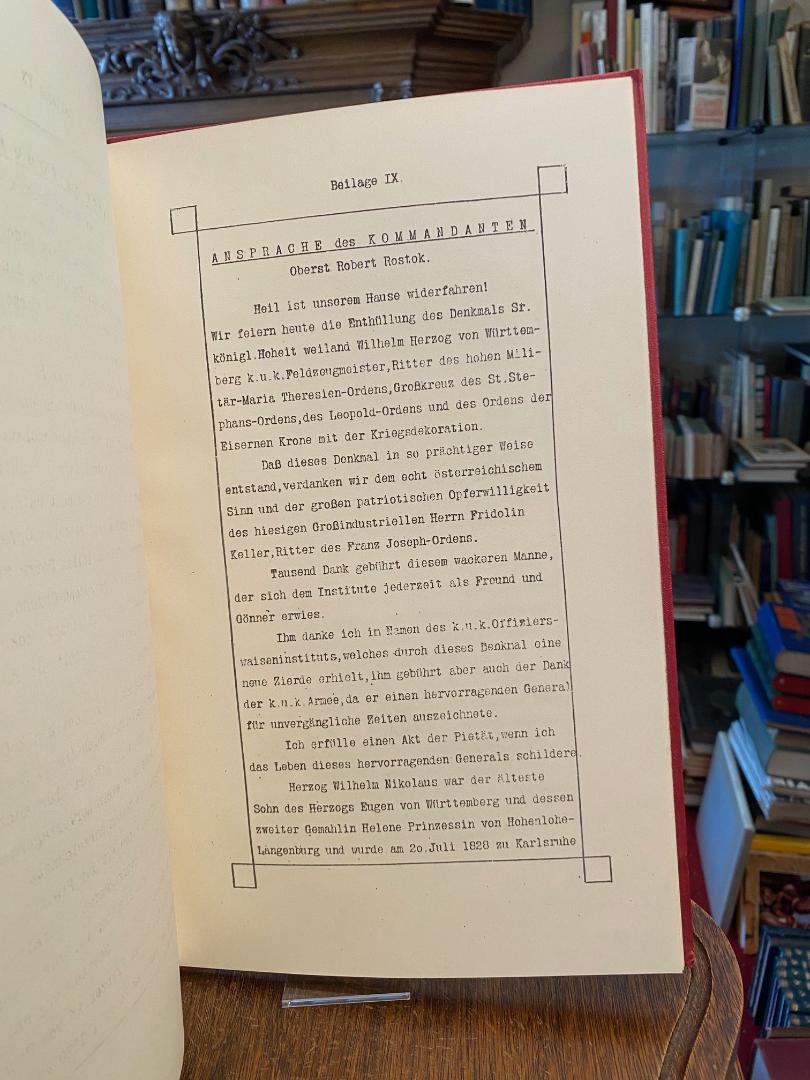 Beilage IX.
ANSPRACHE des KOMMANDANTEN
Oberst Robert Rostok.
Heil ist unserem Hause widerfahren!
Wir feiern heute die Enthüllung des Denkmals Sr.
königl.Hoheit weiland Wilhelm Herzog von Württem-
berg k.u.k.Feldzeugmeister,Ritter des hohen Mili-
tär-Maria Theresien-Ordens,Großkreuz des St.Ste-
phans-Ordens,des Leopold-Ordens und des Ordens der
Eisernen Krone mit der Kriegsdekoration.
Daß dieses Denkmal in so prächtiger Weise
entstand,verdanken wir dem echt österreichischem
Sinn und der großen patriotischen Opferwilligkeit
des hiesigen Großindustriellen Herrn Fridolin
Keller,Ritter des Franz Joseph-Ordens.
Tausend Dank gebührt diesem wackeren Manne,
der sich dem Institute jederzeit als Freund und
Gönner erwies.
Ihm danke ich in Namen des k.u.k.Offiziers-
waiseninstituts,welches durch dieses Denkmal eine
neue Zierde erhielt,ihm gebührt aber auch der Dank
der k.u.k.Armee,da er einen hervorragenden General
für unvergängliche Zeiten auszeichnete.
Ich erfülle einen Akt der Pietät,wenn ich
das Leben dieses hervorragenden Generals schildere.
Herzog Wilhelm Nikolaus war der älteste
Sohn des Herzogs Eugen von Württemberg und dessen
zweiter Gemahlin Helene Prinzessin von Hohenlohe-
Langenburg und wurde am 20.Juli 1828 zu Karlsruhe